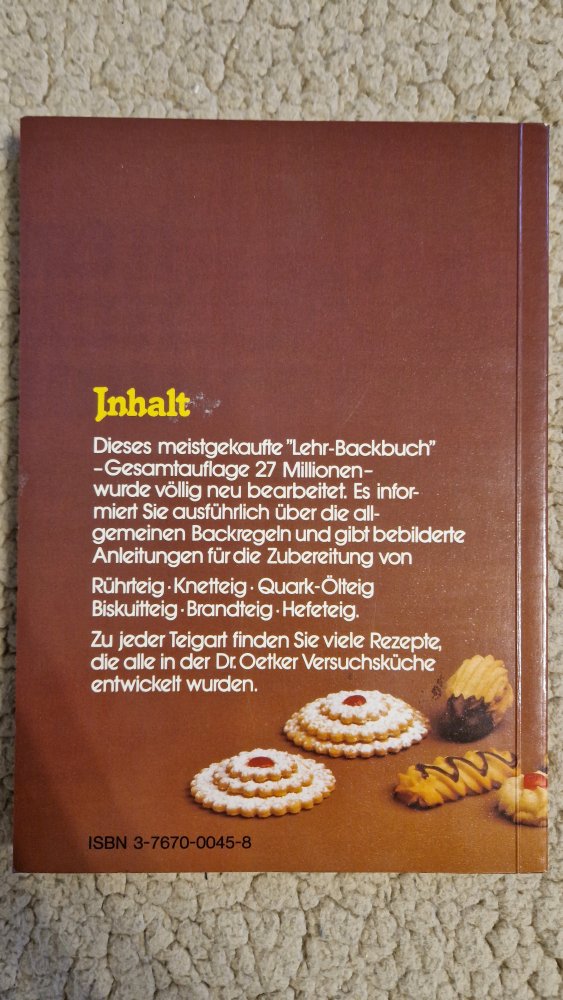 Inhalt
Dieses meistgekaufte "Lehr-Backbuch"
-Gesamtauflage 27 Millionen-
wurde völlig neu bearbeitet. Es infor-
miert Sie ausführlich über die all-
gemeinen Backregeln und gibt bebilderte
Anleitungen für die Zubereitung von
Rührteig · Knetteig · Quark-Ölteig
Biskuitteig · Brandteig · Hefeteig.
Zu jeder Teigart finden Sie viele Rezepte,
die alle in der Dr. Oetker Versuchsküche
entwickelt wurden.
ISBN 3-7670-0045-8